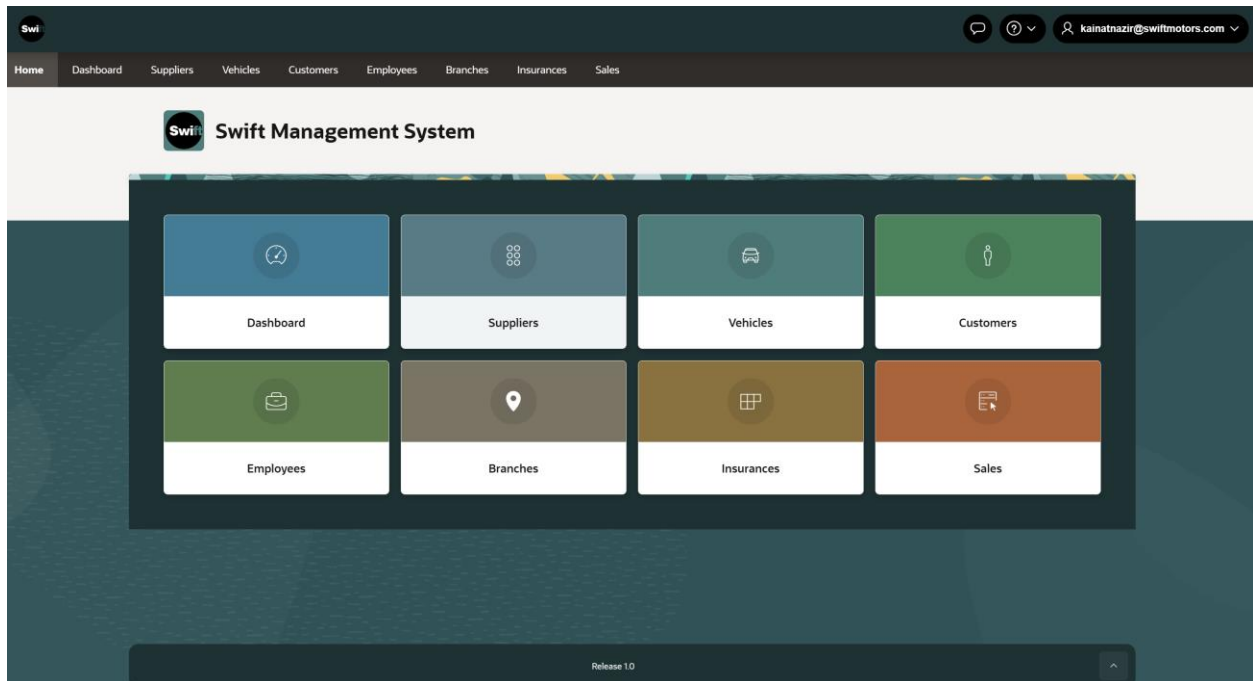 Swi
kainatnazir@swiftmotors.com
Home Dashboard Suppliers Vehicles Customers Employees Branches Insurances Sales
Swift Swift Management System
Dashboard Suppliers Vehicles Customers
Employees Branches Insurances Sales
Release 1.0